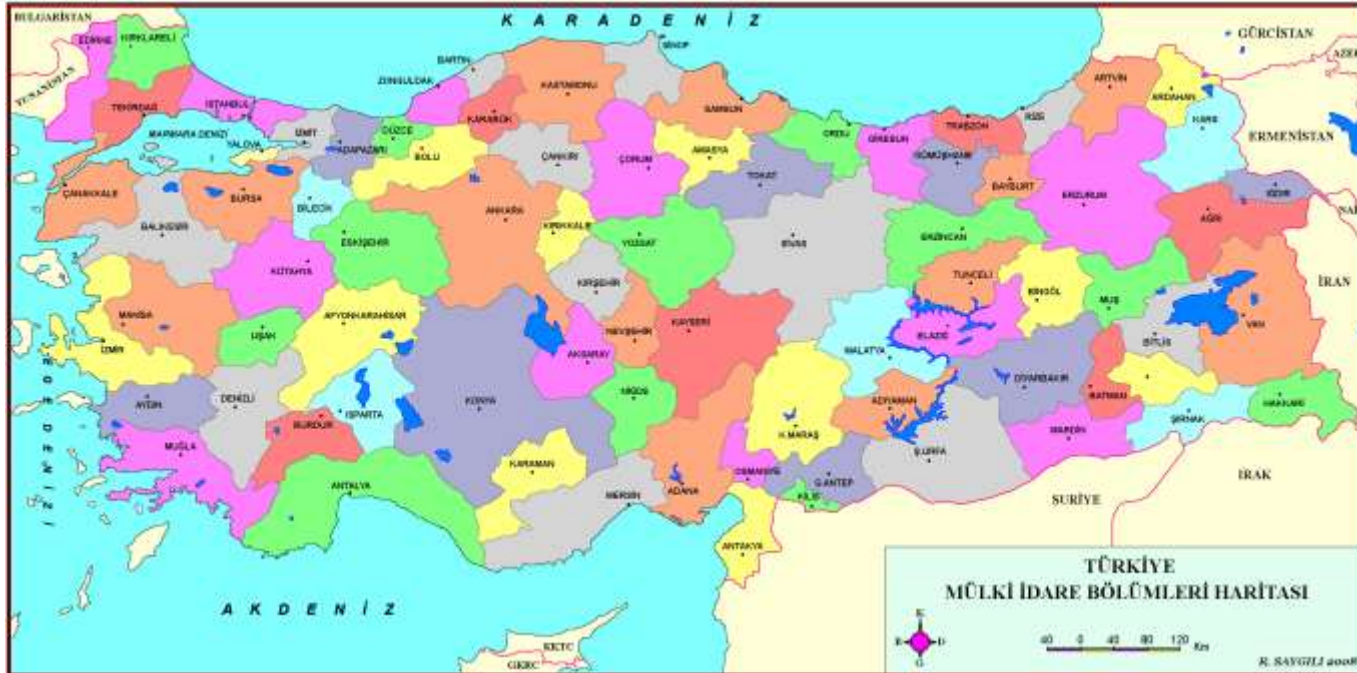 BULGARİSTAN
K A R A D E N İ Z
GÜRCİSTAN
EDİRNE
KIRKLARELİ
SİNOP
AZER
BARTIN
YUNANİSTAN
ZONGULDAK
KASTAMONU
ARTVİN
ARDAHAN
TEKİRDAĞ
İSTANBUL
KARABÜK
SAMSUN
KARS
ERMENİSTAN
MARMARA DENİZİ
YALOVA
İZMİT
ADAPAZARI
DÜZCE
BOLU
ÇANKIRI
ÇORUM
AMASYA
ORDU
GİRESUN
TRABZON
RİZE
GÜMÜŞHANE
BAYBURT
TOKAT
ERZURUM
IĞDIR
NA
ÇANAKKALE
BURSA
BİLECİK
ANKARA
KIRIKKALE
AĞRI
BALIKESİR
ESKİŞEHİR
YOZGAT
SİVAS
ERZİNCAN
KÜTAHYA
KIRŞEHİR
TUNCELİ
BİNGÖL
MUŞ
İRAN
MANİSA
UŞAK
AFYONKARAHİSAR
NEVŞEHİR
KAYSERİ
ELAZIĞ
VAN
İZMİR
AKSARAY
MALATYA
BİTLİS
AYDIN
DENİZLİ
ISPARTA
KONYA
NİĞDE
DİYARBAKIR
BATMAN
HAKKARİ
BURDUR
K.MARAŞ
ADIYAMAN
ŞIRNAK
MUĞLA
MARDİN
KARAMAN
Ş.URFA
ANTALYA
MERSİN
ADANA
OSMANİYE
G.ANTEP
KİLİS
SURİYE
IRAK
ANTAKYA
A K D E N İ Z
TÜRKİYE
MÜLKİ İDARE BÖLÜMLERİ HARİTASI
K
B D
G
40 0 40 80 120
Km
KKTC
GKRC
R. SAYGILI 2008